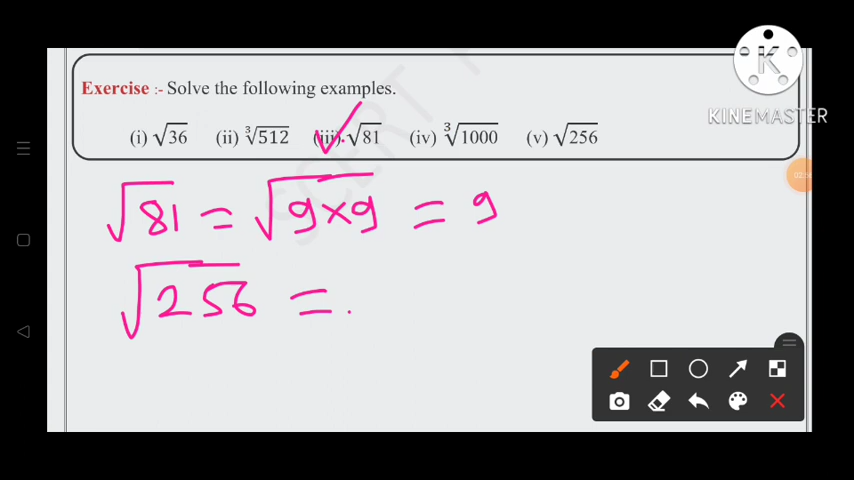 KINEMASTER
Exercise :- Solve the following examples.
(i) √36 (ii) ∛512 (iii) √81 (iv) ∛1000 (v) √256
√81 = √9×9 = 9
√256 =